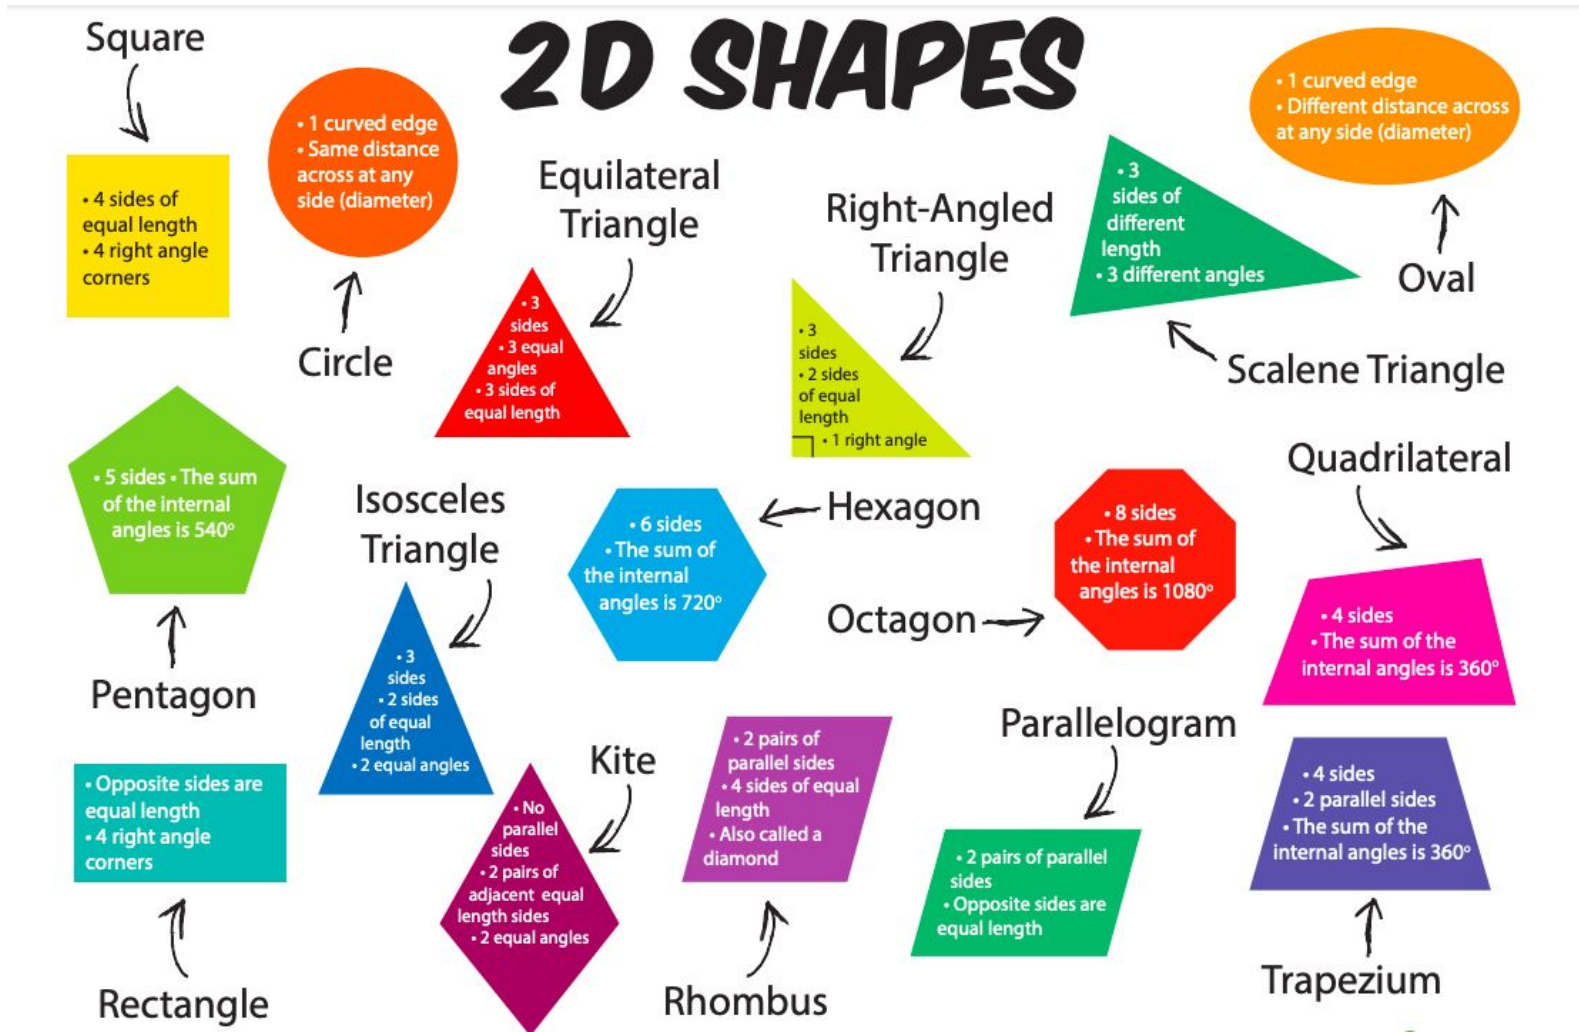 2D SHAPES
Square
• 4 sides of
equal length
• 4 right angle
corners
• 1 curved edge
• Same distance
across at any
side (diameter)
Circle
Equilateral
Triangle
• 3
sides
• 3 equal
angles
• 3 sides of
equal length
Right-Angled
Triangle
• 3
sides
• 2 sides
of equal
length
• 1 right angle
• 3
sides of
different
length
• 3 different angles
Scalene Triangle
• 1 curved edge
• Different distance across
at any side (diameter)
Oval
• 5 sides • The sum
of the internal
angles is 540°
Pentagon
Isosceles
Triangle
• 3
sides
• 2 sides
of equal
length
• 2 equal angles
Hexagon
• 6 sides
• The sum of
the internal
angles is 720°
Octagon
• 8 sides
• The sum of
the internal
angles is 1080°
Quadrilateral
• 4 sides
• The sum of the
internal angles is 360°
• Opposite sides are
equal length
• 4 right angle
corners
Rectangle
Kite
• No
parallel
sides
• 2 pairs of
adjacent equal
length sides
• 2 equal angles
• 2 pairs of
parallel sides
• 4 sides of equal
length
• Also called a
diamond
Rhombus
Parallelogram
• 2 pairs of parallel
sides
• Opposite sides are
equal length
• 4 sides
• 2 parallel sides
• The sum of the
internal angles is 360°
Trapezium